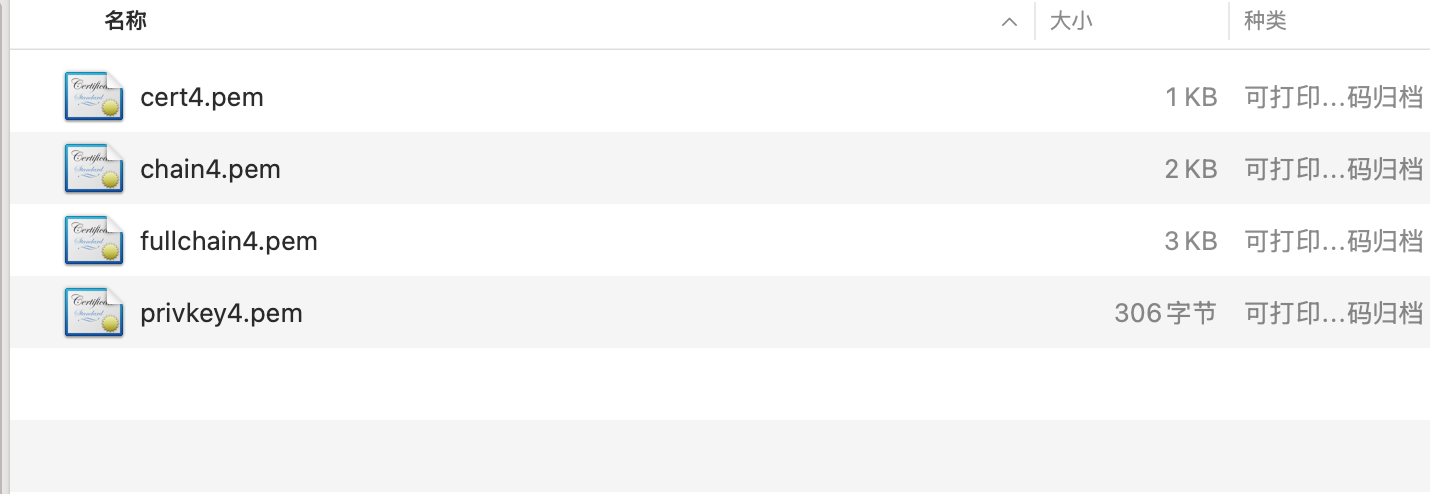 名称 大小 种类
cert4.pem 1 KB 可打印...码归档
chain4.pem 2 KB 可打印...码归档
fullchain4.pem 3 KB 可打印...码归档
privkey4.pem 306 字节 可打印...码归档